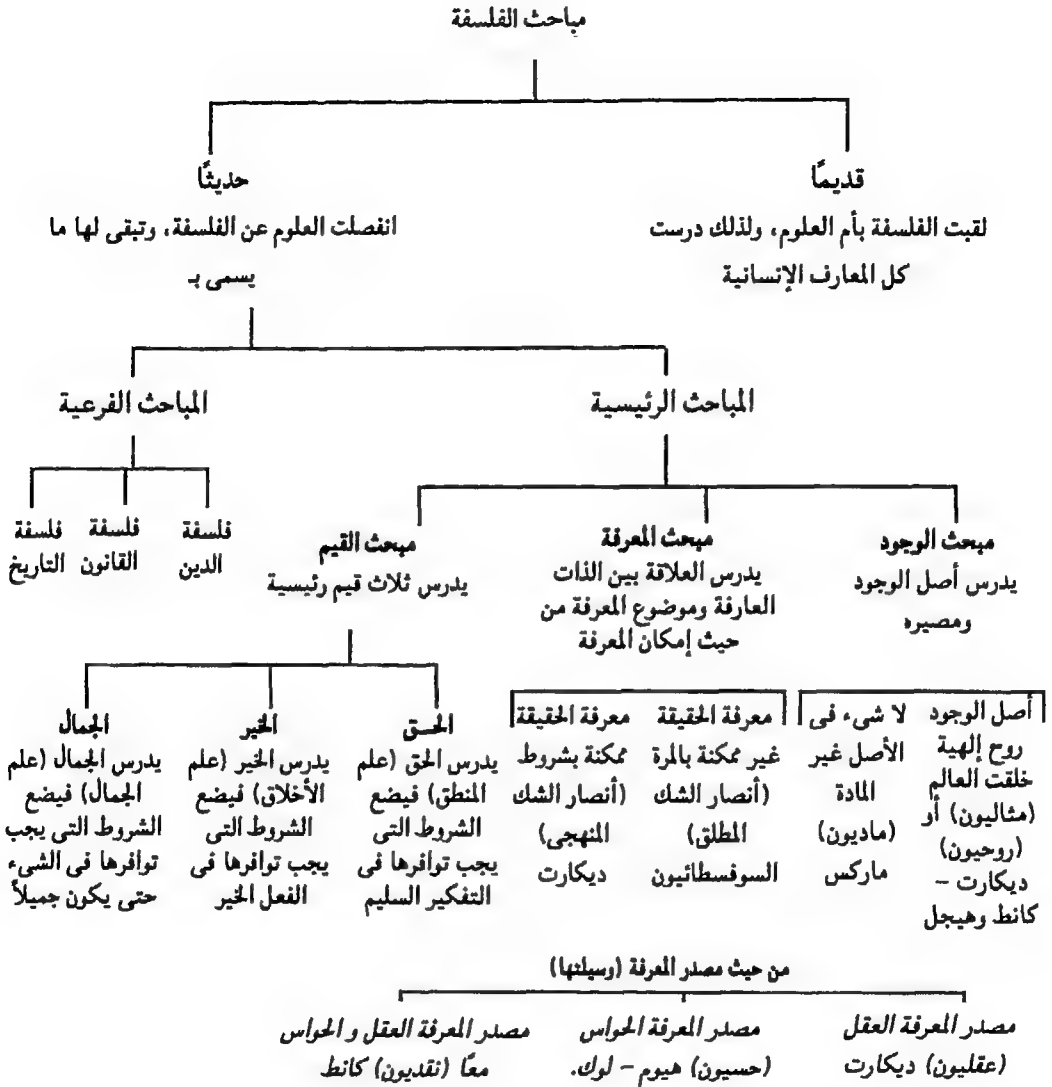 مباحث الفلسفة
قديمًا
لقبت الفلسفة بأم العلوم، ولذلك درست
كل المعارف الإنسانية
حديثًا
انفصلت العلوم عن الفلسفة، وتبقى لها ما
يسمى بـ
المباحث الرئيسية
المباحث الفرعية
مبحث الوجود
يدرس أصل الوجود
ومصيره
مبحث المعرفة
يدرس العلاقة بين الذات
العارفة وموضوع المعرفة من
حيث إمكان المعرفة
مبحث القيم
يدرس ثلاث قيم رئيسية
فلسفة
الدين
فلسفة
القانون
فلسفة
التاريخ
أصل الوجود
روح إلهية
خلقت العالم
(مثاليون) أو
(روحيون)
ديكارت –
كانط وهيجل
لا شىء فى
الأصل غير
المادة
(ماديون)
ماركس
معرفة الحقيقة
غير ممكنة بالمرة
(أنصار الشك
المطلق)
السوفسطائيون
معرفة الحقيقة
ممكنة بشروط
(أنصار الشك
المنهجى)
ديكارت
الحسق
يدرس الحق (علم
المنطق) فيضع
الشروط التى
يجب توافرها فى
التفكير السليم
الخير
يدرس الخير (علم
الأخلاق) فيضع
الشروط التى
يجب توافرها فى
الفعل الخير
الجمال
يدرس الجمال (علم
الجمال) فيضع
الشروط التى يجب
توافرها فى الشىء
حتى يكون جميلاً
من حيث مصدر المعرفة (وسيلتها)
مصدر المعرفة العقل
(عقليون) ديكارت
مصدر المعرفة الحواس
(حسيون) هيوم – لوك.
مصدر المعرفة العقل و الحواس
معًا (نقديون) كانط